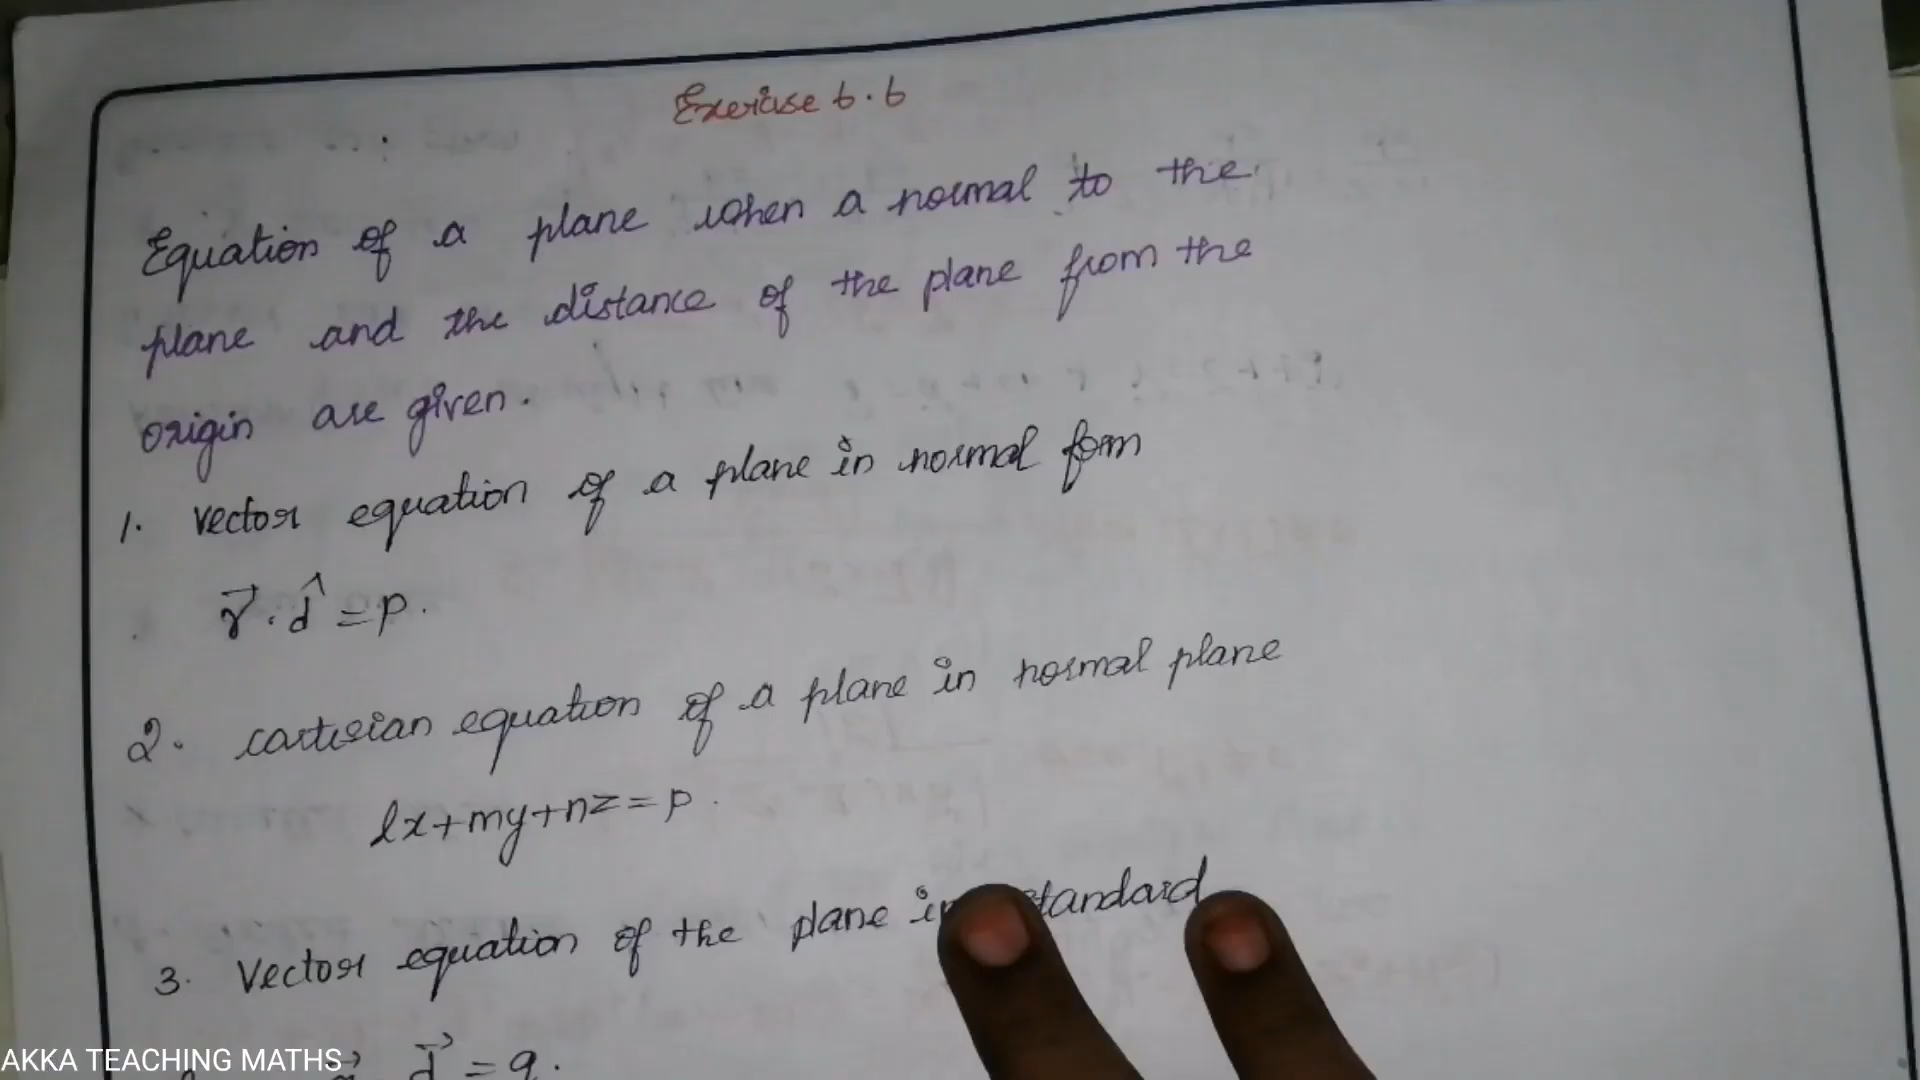 Exercise 6.6
Equation of a plane when a normal to the
plane and the distance of the plane from the
origin are given.
1. Vector equation of a plane in normal form
r⃗ . d̂ = p.
2. cartesian equation of a plane in normal plane
lx+my+nz=p.
3. Vector equation of the plane in standard
d⃗ = q.
AKKA TEACHING MATHS